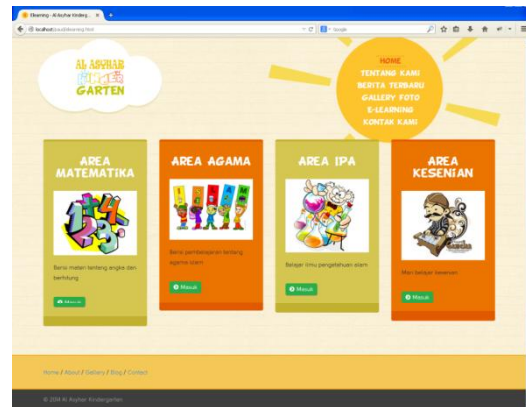 Elearning - Al Asyhar Kinderg...
localhost/paud/elearning.html
Google
AL ASYHAR
KINDER
GARTEN
HOME
TENTANG KAMI
BERITA TERBARU
GALLERY FOTO
E-LEARNING
KONTAK KAMI
AREA
MATEMATIKA
Berisi materi tentang angka dan
berhitung
Masuk
AREA AGAMA
ISLAM
Berisi pembelajaran tentang
agama islam
Masuk
AREA IPA
Belajar ilmu pengetahuan alam
Masuk
AREA
KESENIAN
Mari belajar kesenian
Masuk
Home / About / Gallery / Blog / Contact
© 2014 Al Asyhar Kindergarten